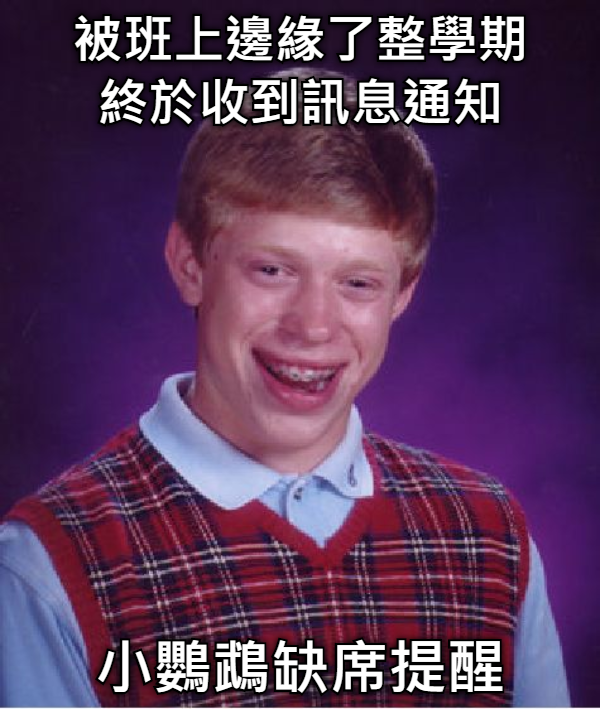 被班上邊緣了整學期
終於收到訊息通知
小鸚鵡缺席提醒